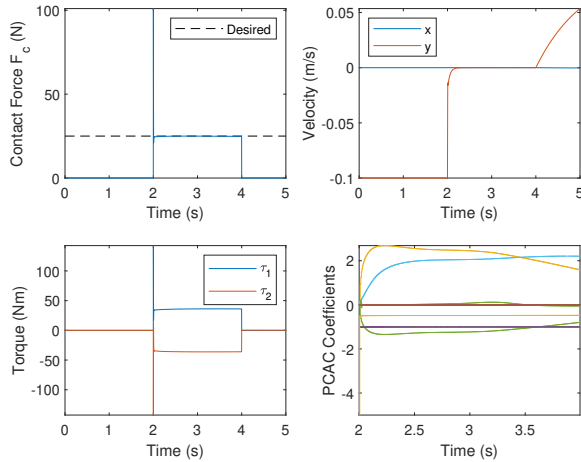 Contact Force F_c (N)
100
50
0
Desired
0 1 2 3 4 5
Time (s)
Velocity (m/s)
0.05
0
-0.05
-0.1
x
y
0 1 2 3 4 5
Time (s)
Torque (Nm)
100
50
0
-50
-100
τ_1
τ_2
0 1 2 3 4 5
Time (s)
PCAC Coefficients
2
0
-2
-4
2 2.5 3 3.5
Time (s)